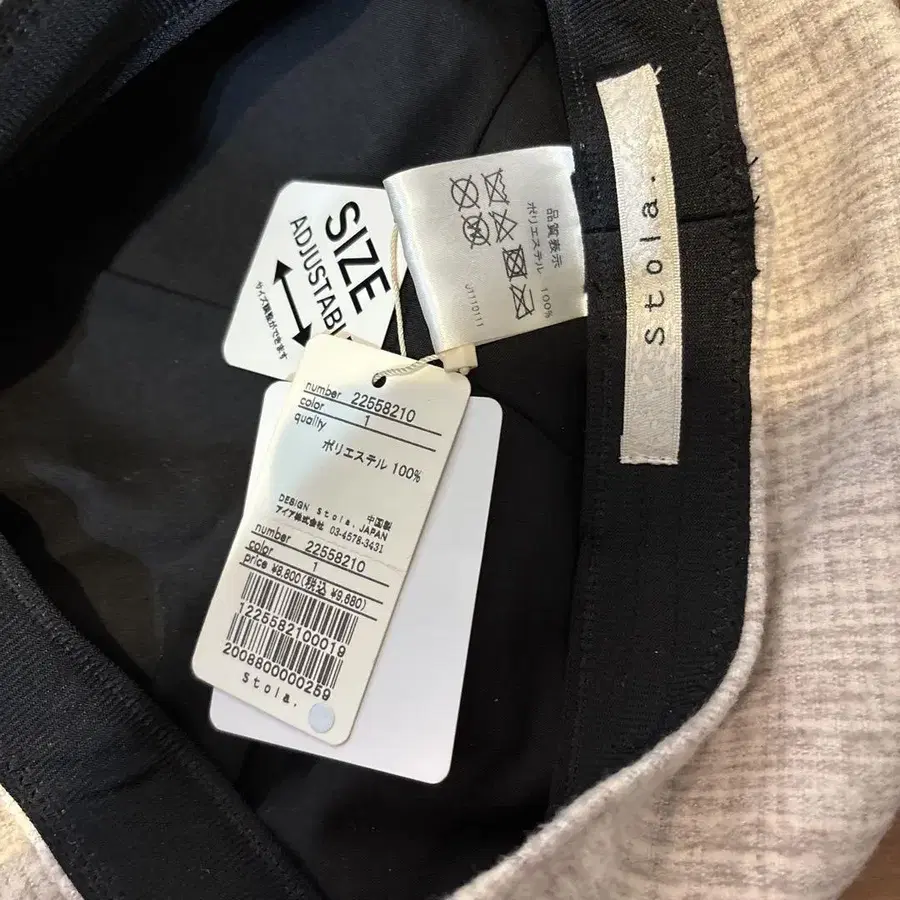 SIZE
ADJUSTABL
サイズ調整ができます
品質表示
ポリエステル 100%
stola.
number 22558210
color 1
quality
ポリエステル 100%
DESIGN stola. 中国製
アイア株式会社 JAPAN
03-4578-3431
number 22558210
color 1
price ¥8,800(税込 ¥9,680)
1225582100019
2008800000259
stola.